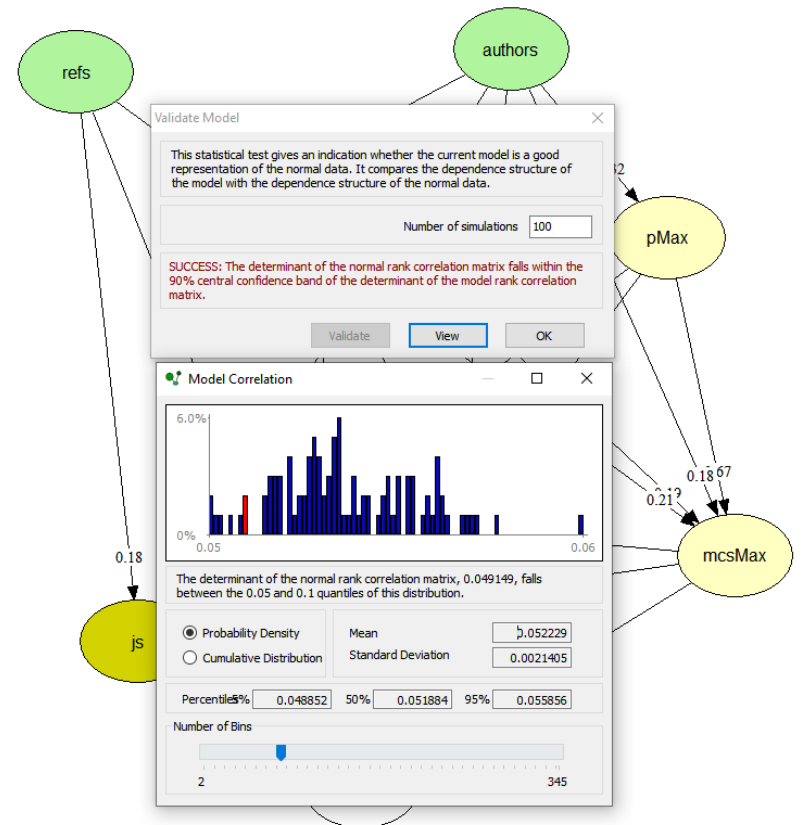 authors
refs
Validate Model
This statistical test gives an indication whether the current model is a good
representation of the normal data. It compares the dependence structure of
the model with the dependence structure of the normal data.
Number of simulations 100
pMax
SUCCESS: The determinant of the normal rank correlation matrix falls within the
90% central confidence band of the determinant of the model rank correlation
matrix.
Validate View OK
Model Correlation
6.0%
0%
0.05 0.06
0.18
0.21
mcsMax
0.18
js
The determinant of the normal rank correlation matrix, 0.049149, falls
between the 0.05 and 0.1 quantiles of this distribution.
Probability Density
Cumulative Distribution
Mean 0.052229
Standard Deviation 0.0021405
Percentiles 5% 0.048852 50% 0.051884 95% 0.055856
Number of Bins
2 345